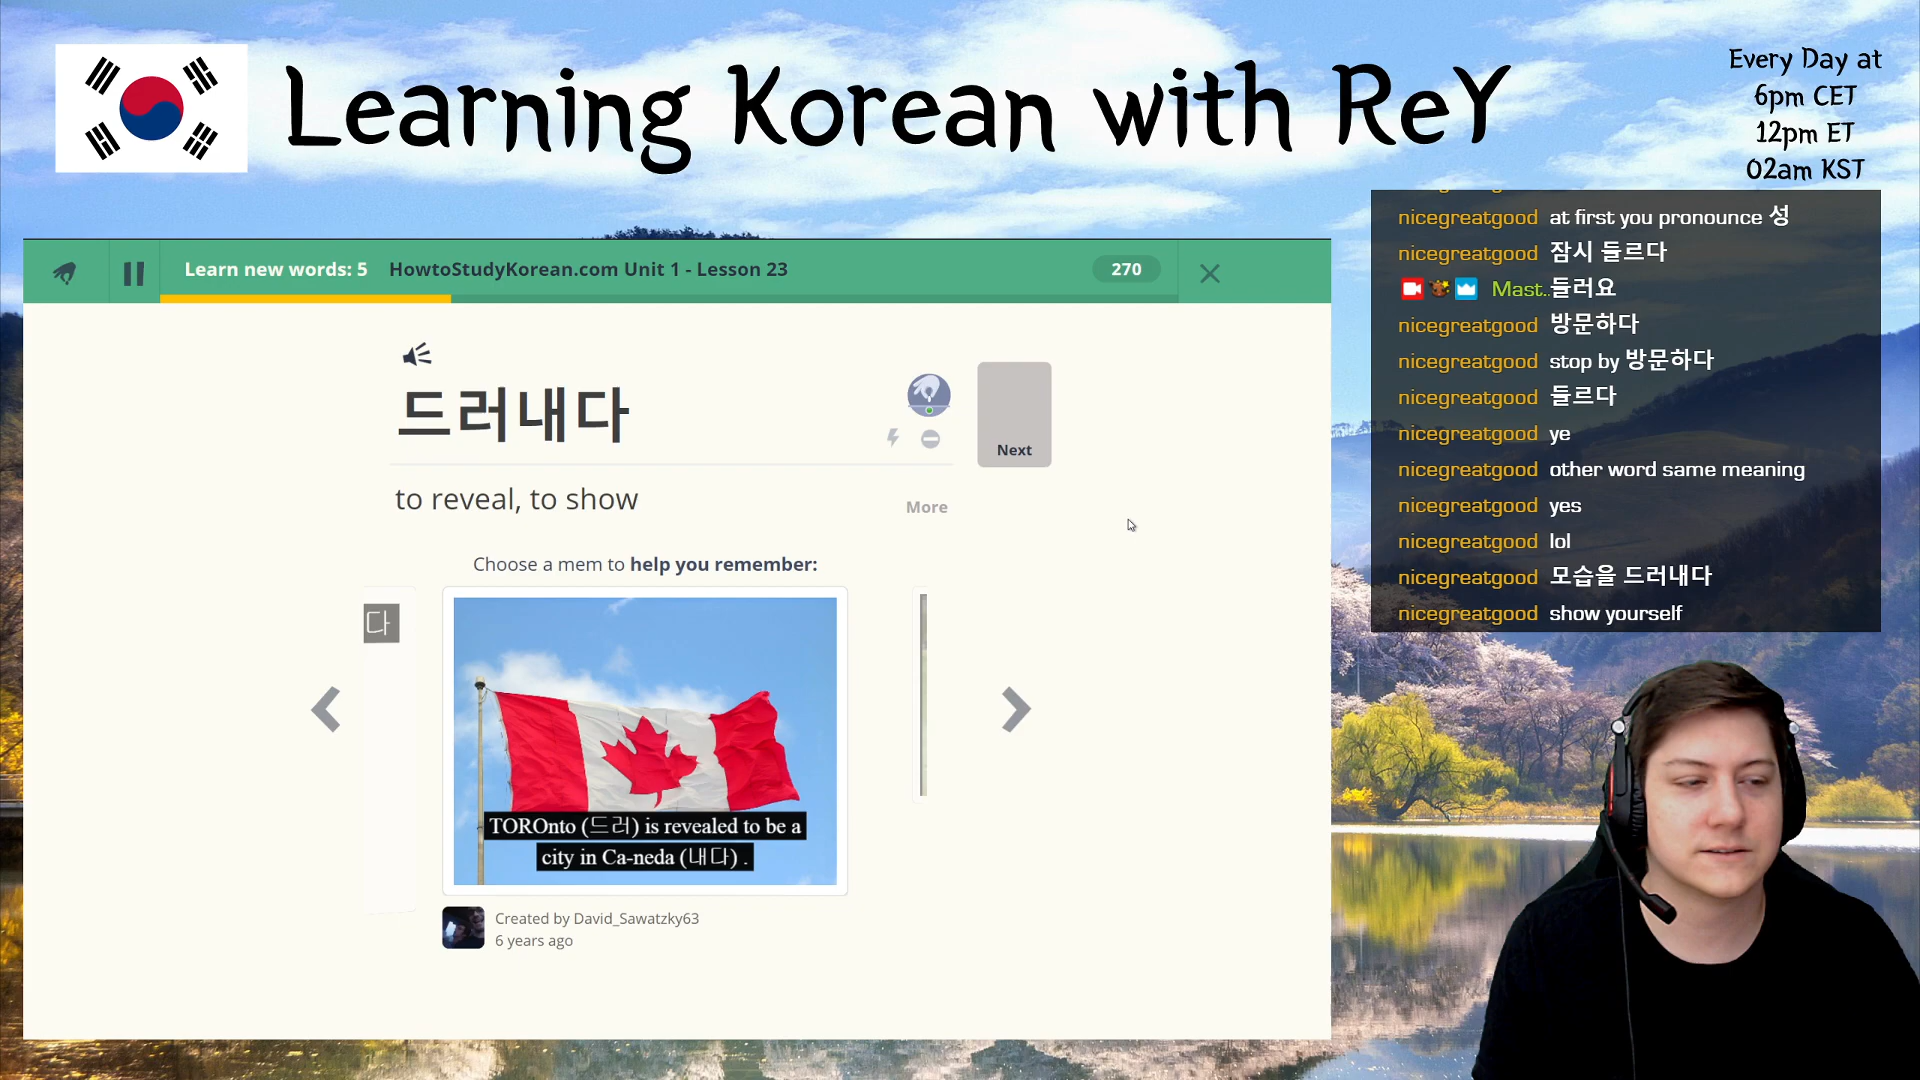 Learning Korean with ReY
Every Day at
6pm CET
12pm ET
02am KST
Learn new words: 5 HowtoStudyKorean.com Unit 1 - Lesson 23 270
드러내다
Next
to reveal, to show
More
Choose a mem to help you remember:
다
TOROnto (드러) is revealed to be a
city in Ca-neda (내다) .
Created by David_Sawatzky63
6 years ago
nicegreatgood at first you pronounce 성
nicegreatgood 잠시 들르다
Mast..들러요
nicegreatgood 방문하다
nicegreatgood stop by 방문하다
nicegreatgood 들르다
nicegreatgood ye
nicegreatgood other word same meaning
nicegreatgood yes
nicegreatgood lol
nicegreatgood 모습을 드러내다
nicegreatgood show yourself